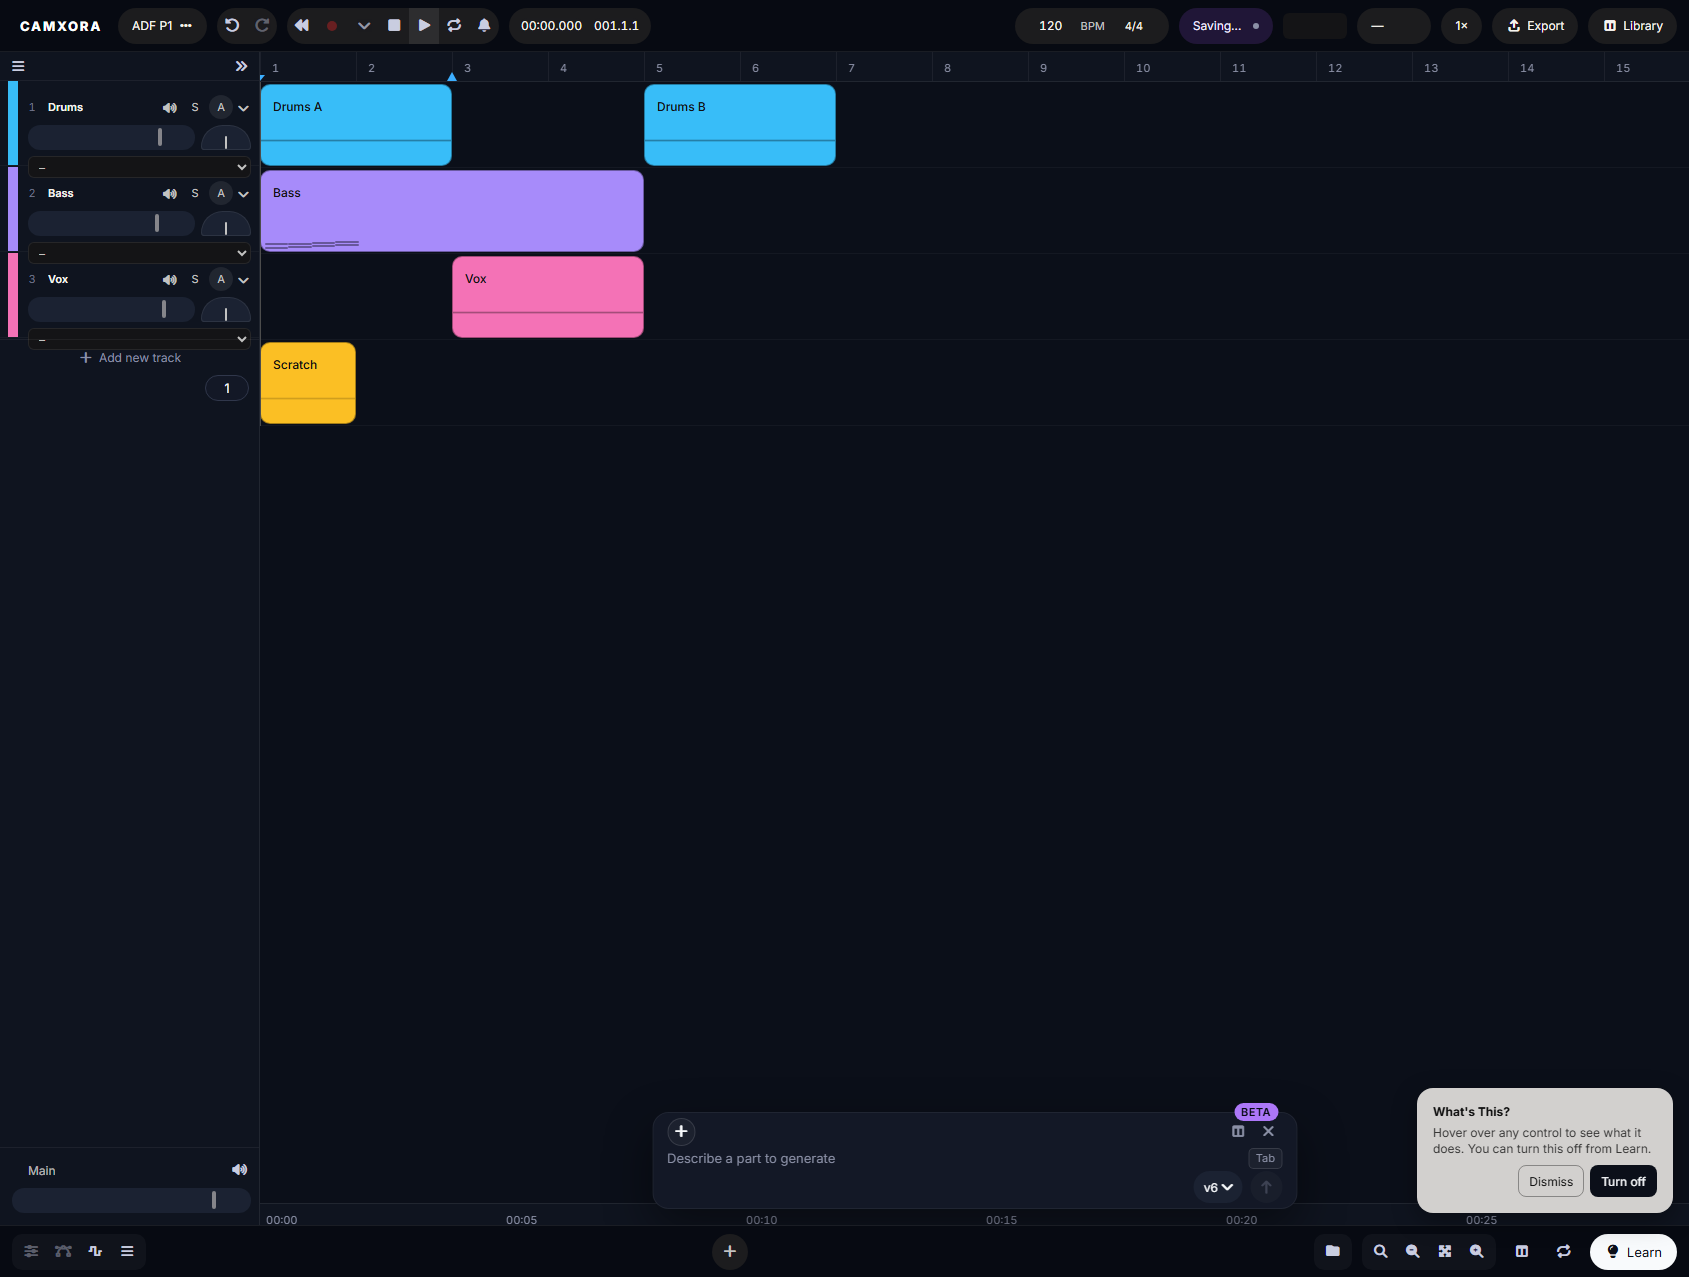 CAMXORA
ADF P1 •••
00:00.000 001.1.1
120 BPM 4/4
Saving...
—
1×
Export
Library
1 2 3 4 5 6 7 8 9 10 11 12 13 14 15
1 Drums S A
–
2 Bass S A
–
3 Vox S A
–
Add new track
1
Drums A
Drums B
Bass
Vox
Scratch
BETA
Describe a part to generate
Tab
v6
What's This?
Hover over any control to see what it
does. You can turn this off from Learn.
Dismiss
Turn off
Main
00:00 00:05 00:10 00:15 00:20 00:25
Learn